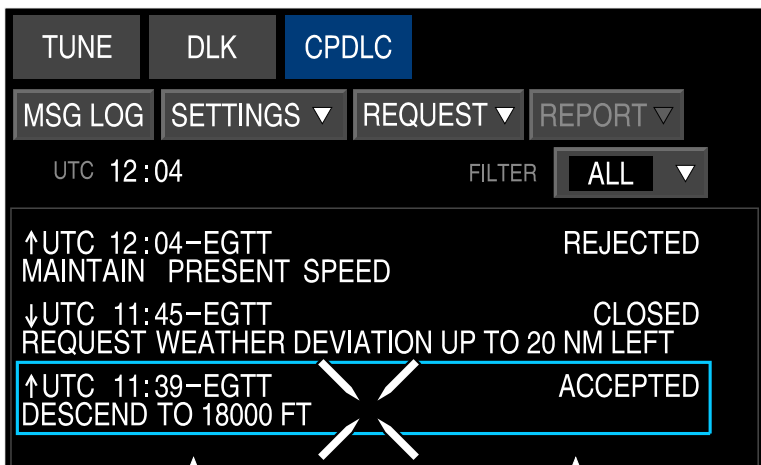 TUNE DLK CPDLC
MSG LOG SETTINGS ▼ REQUEST ▼ REPORT ▽
UTC 12:04 FILTER ALL ▼
↑UTC 12:04–EGTT REJECTED
MAINTAIN PRESENT SPEED
↓UTC 11:45–EGTT CLOSED
REQUEST WEATHER DEVIATION UP TO 20 NM LEFT
↑UTC 11:39–EGTT ACCEPTED
DESCEND TO 18000 FT